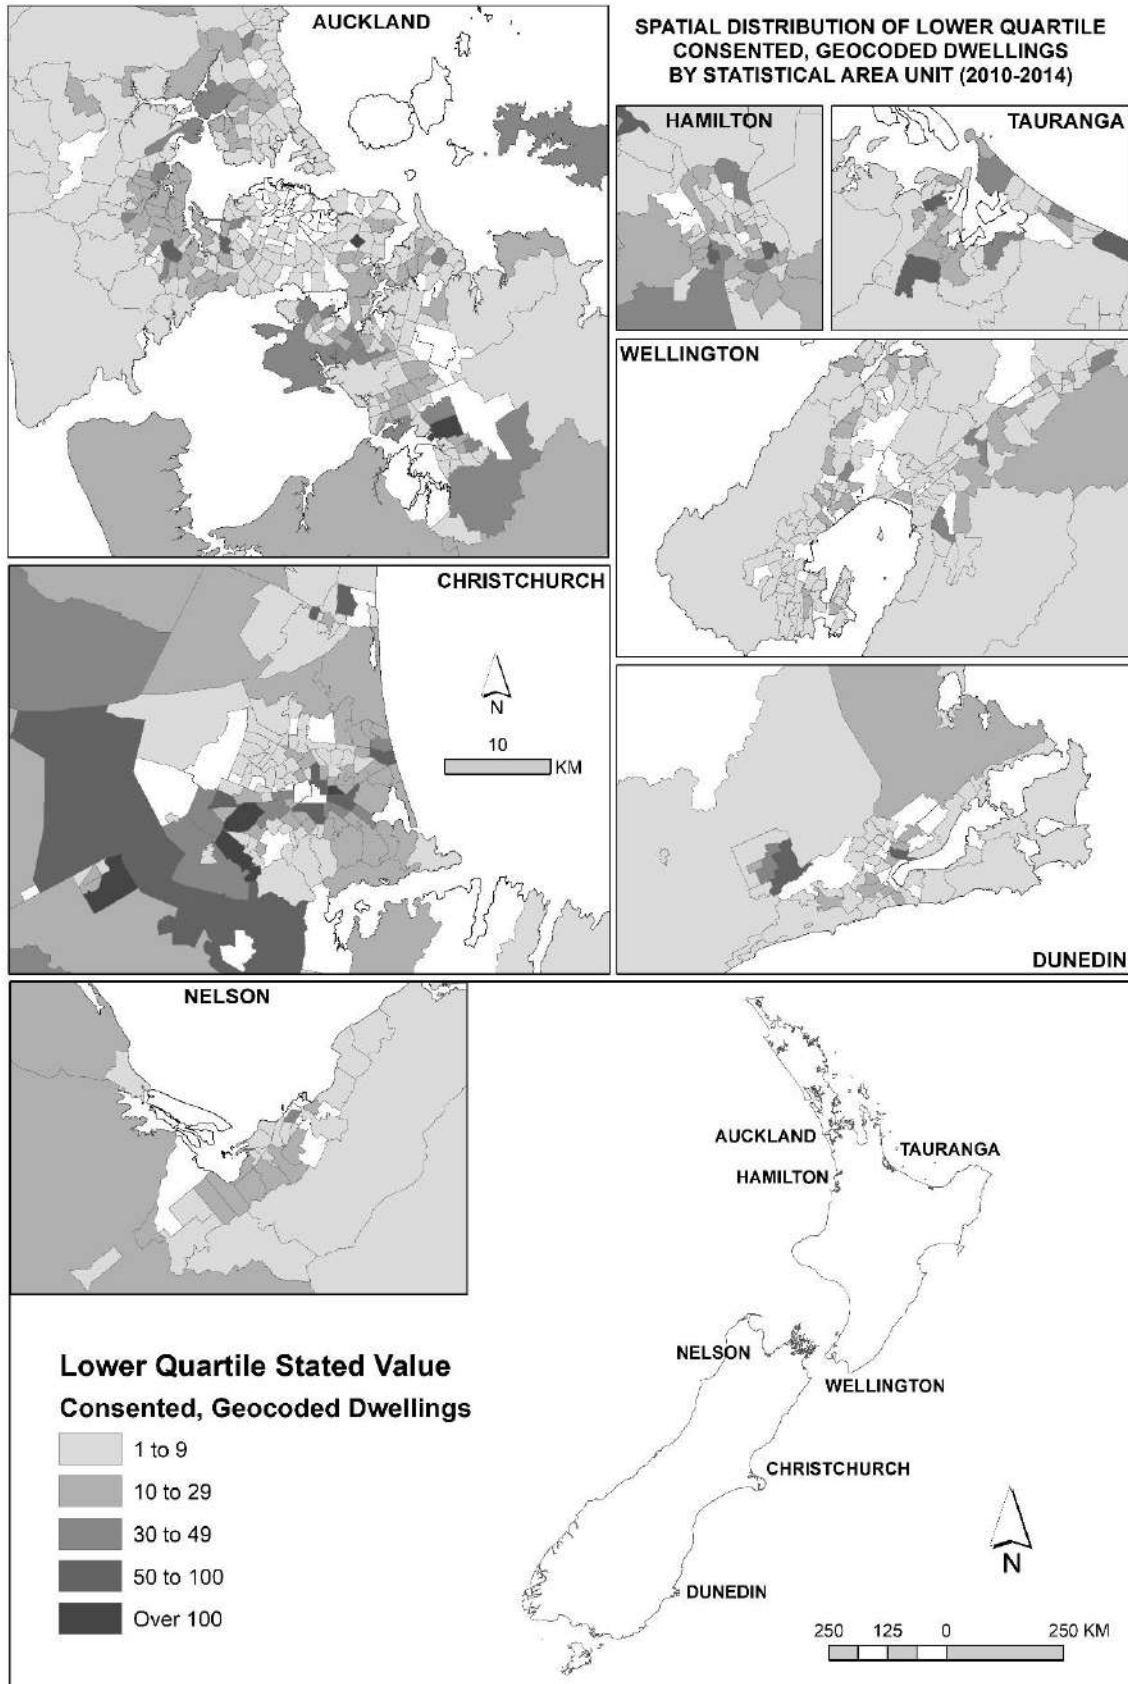 AUCKLAND
SPATIAL DISTRIBUTION OF LOWER QUARTILE
CONSENTED, GEOCODED DWELLINGS
BY STATISTICAL AREA UNIT (2010-2014)
HAMILTON
TAURANGA
WELLINGTON
CHRISTCHURCH
N
10
KM
DUNEDIN
NELSON
AUCKLAND
TAURANGA
HAMILTON
NELSON
WELLINGTON
CHRISTCHURCH
DUNEDIN
N
250 125 0 250 KM
Lower Quartile Stated Value
Consented, Geocoded Dwellings
1 to 9
10 to 29
30 to 49
50 to 100
Over 100